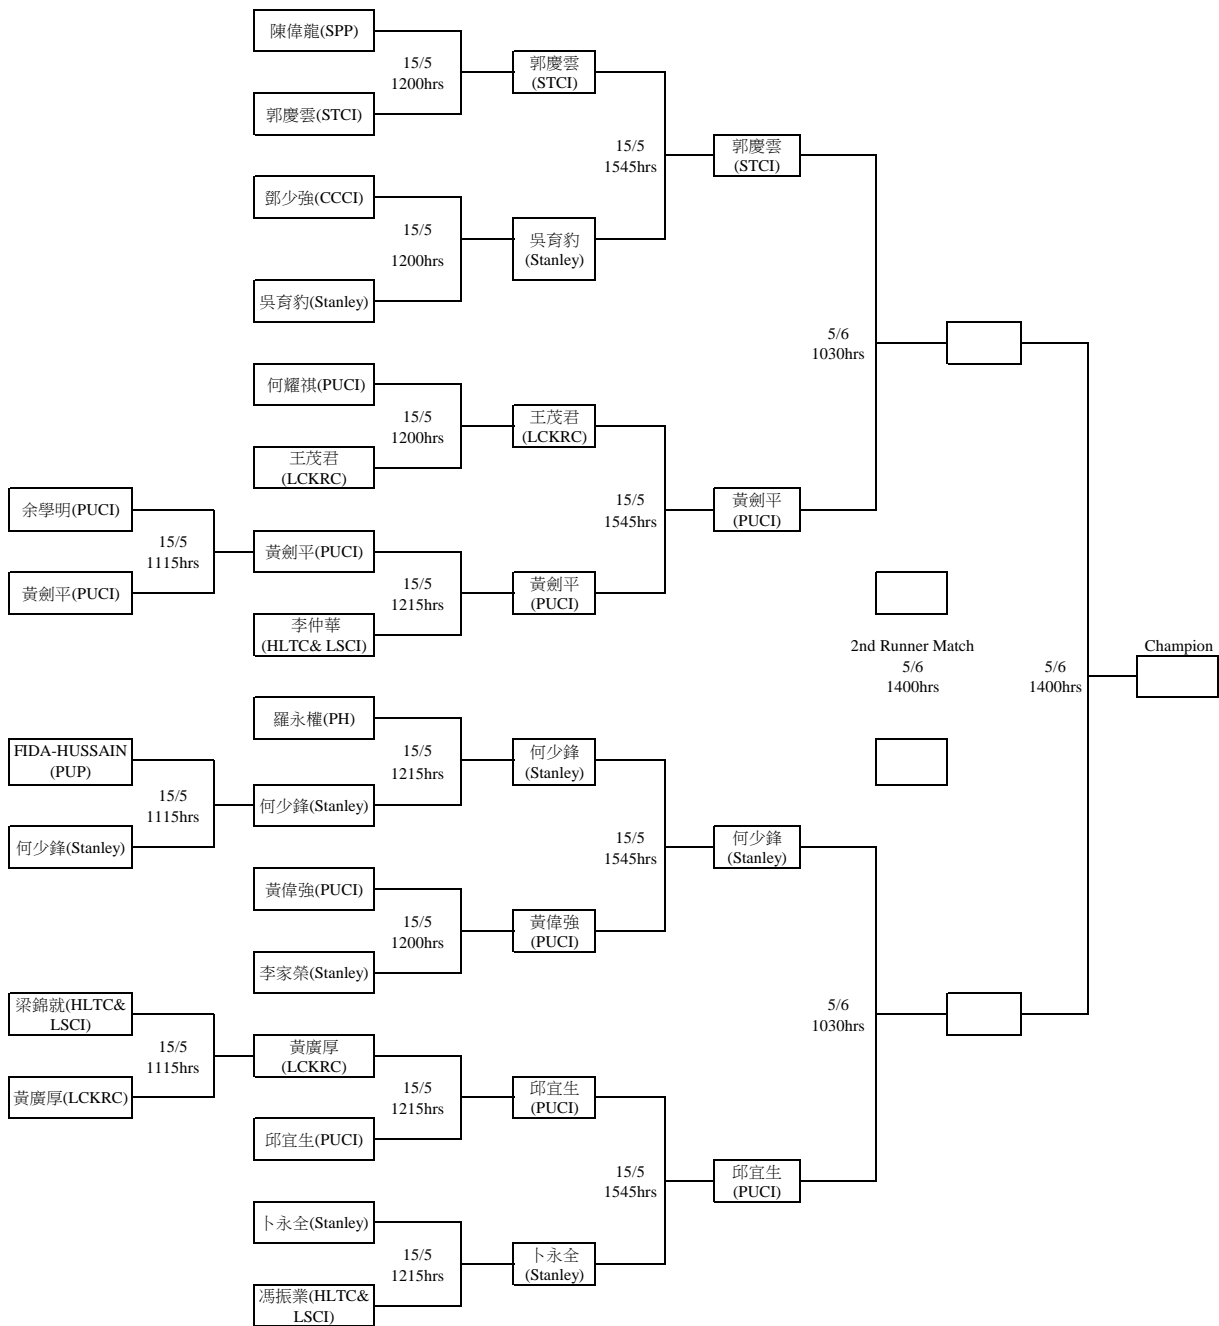 陳偉龍(SPP)
15/5
1200hrs
郭慶雲(STCI)
郭慶雲
(STCI)
鄧少強(CCCI)
15/5
1200hrs
吳育豹(Stanley)
吳育豹
(Stanley)
15/5
1545hrs
郭慶雲
(STCI)
何耀祺(PUCI)
15/5
1200hrs
王茂君
(LCKRC)
王茂君
(LCKRC)
余學明(PUCI)
15/5
1115hrs
黃劍平(PUCI)
黃劍平(PUCI)
15/5
1215hrs
李仲華
(HLTC& LSCI)
黃劍平
(PUCI)
15/5
1545hrs
黃劍平
(PUCI)
5/6
1030hrs
2nd Runner Match
5/6
1400hrs
5/6
1400hrs
Champion
羅永權(PH)
FIDA-HUSSAIN
(PUP)
15/5
1115hrs
何少鋒(Stanley)
何少鋒(Stanley)
15/5
1215hrs
何少鋒
(Stanley)
黃偉強(PUCI)
15/5
1200hrs
李家榮(Stanley)
黃偉強
(PUCI)
15/5
1545hrs
何少鋒
(Stanley)
梁錦就(HLTC&
LSCI)
15/5
1115hrs
黃廣厚(LCKRC)
黃廣厚
(LCKRC)
15/5
1215hrs
邱宜生(PUCI)
邱宜生
(PUCI)
卜永全(Stanley)
15/5
1215hrs
馮振業(HLTC&
LSCI)
卜永全
(Stanley)
15/5
1545hrs
邱宜生
(PUCI)
5/6
1030hrs